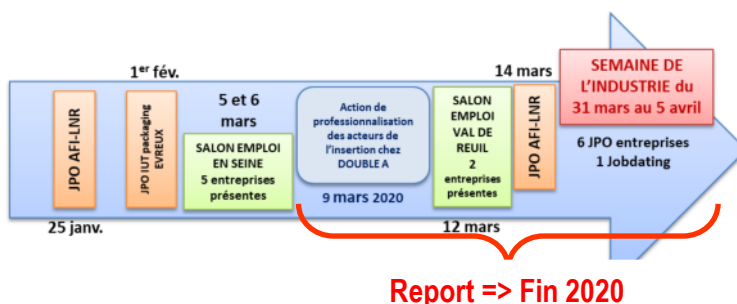 1er fév.
14 mars
SEMAINE DE
L'INDUSTRIE du
31 mars au 5 avril
JPO AFI-LNR
JPO IUT packaging
EVREUX
5 et 6
mars
SALON EMPLOI
EN SEINE
5 entreprises
présentes
Action de
professionnalisation
des acteurs de
l'insertion chez
DOUBLE A
SALON
EMPLOI
VAL DE
REUIL
2
entreprises
présentes
JPO AFI-LNR
6 JPO entreprises
1 Jobdating
9 mars 2020
25 janv.
12 mars
Report => Fin 2020